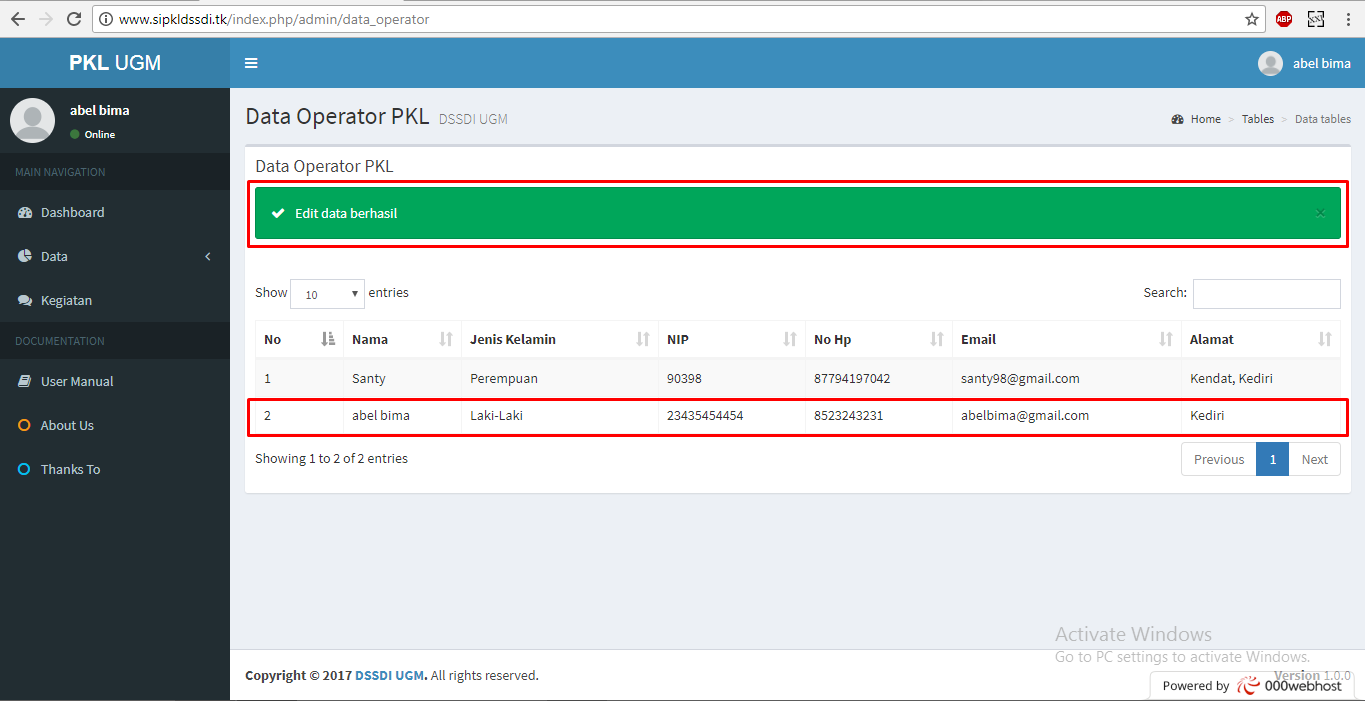 www.sipkldssdi.tk/index.php/admin/data_operator
ABP
PKL UGM
abel bima
abel bima
Online
Data Operator PKL DSSDI UGM
Home > Tables > Data tables
MAIN NAVIGATION
Dashboard
Data
Kegiatan
DOCUMENTATION
User Manual
About Us
Thanks To
Data Operator PKL
Edit data berhasil ×
Show 10 entries Search:
No Nama Jenis Kelamin NIP No Hp Email Alamat
1 Santy Perempuan 90398 87794197042 santy98@gmail.com Kendat, Kediri
2 abel bima Laki-Laki 23435454454 8523243231 abelbima@gmail.com Kediri
Showing 1 to 2 of 2 entries Previous 1 Next
Activate Windows
Go to PC settings to activate Windows.
Copyright © 2017 DSSDI UGM. All rights reserved. Version 1.0.0
Powered by 000webhost